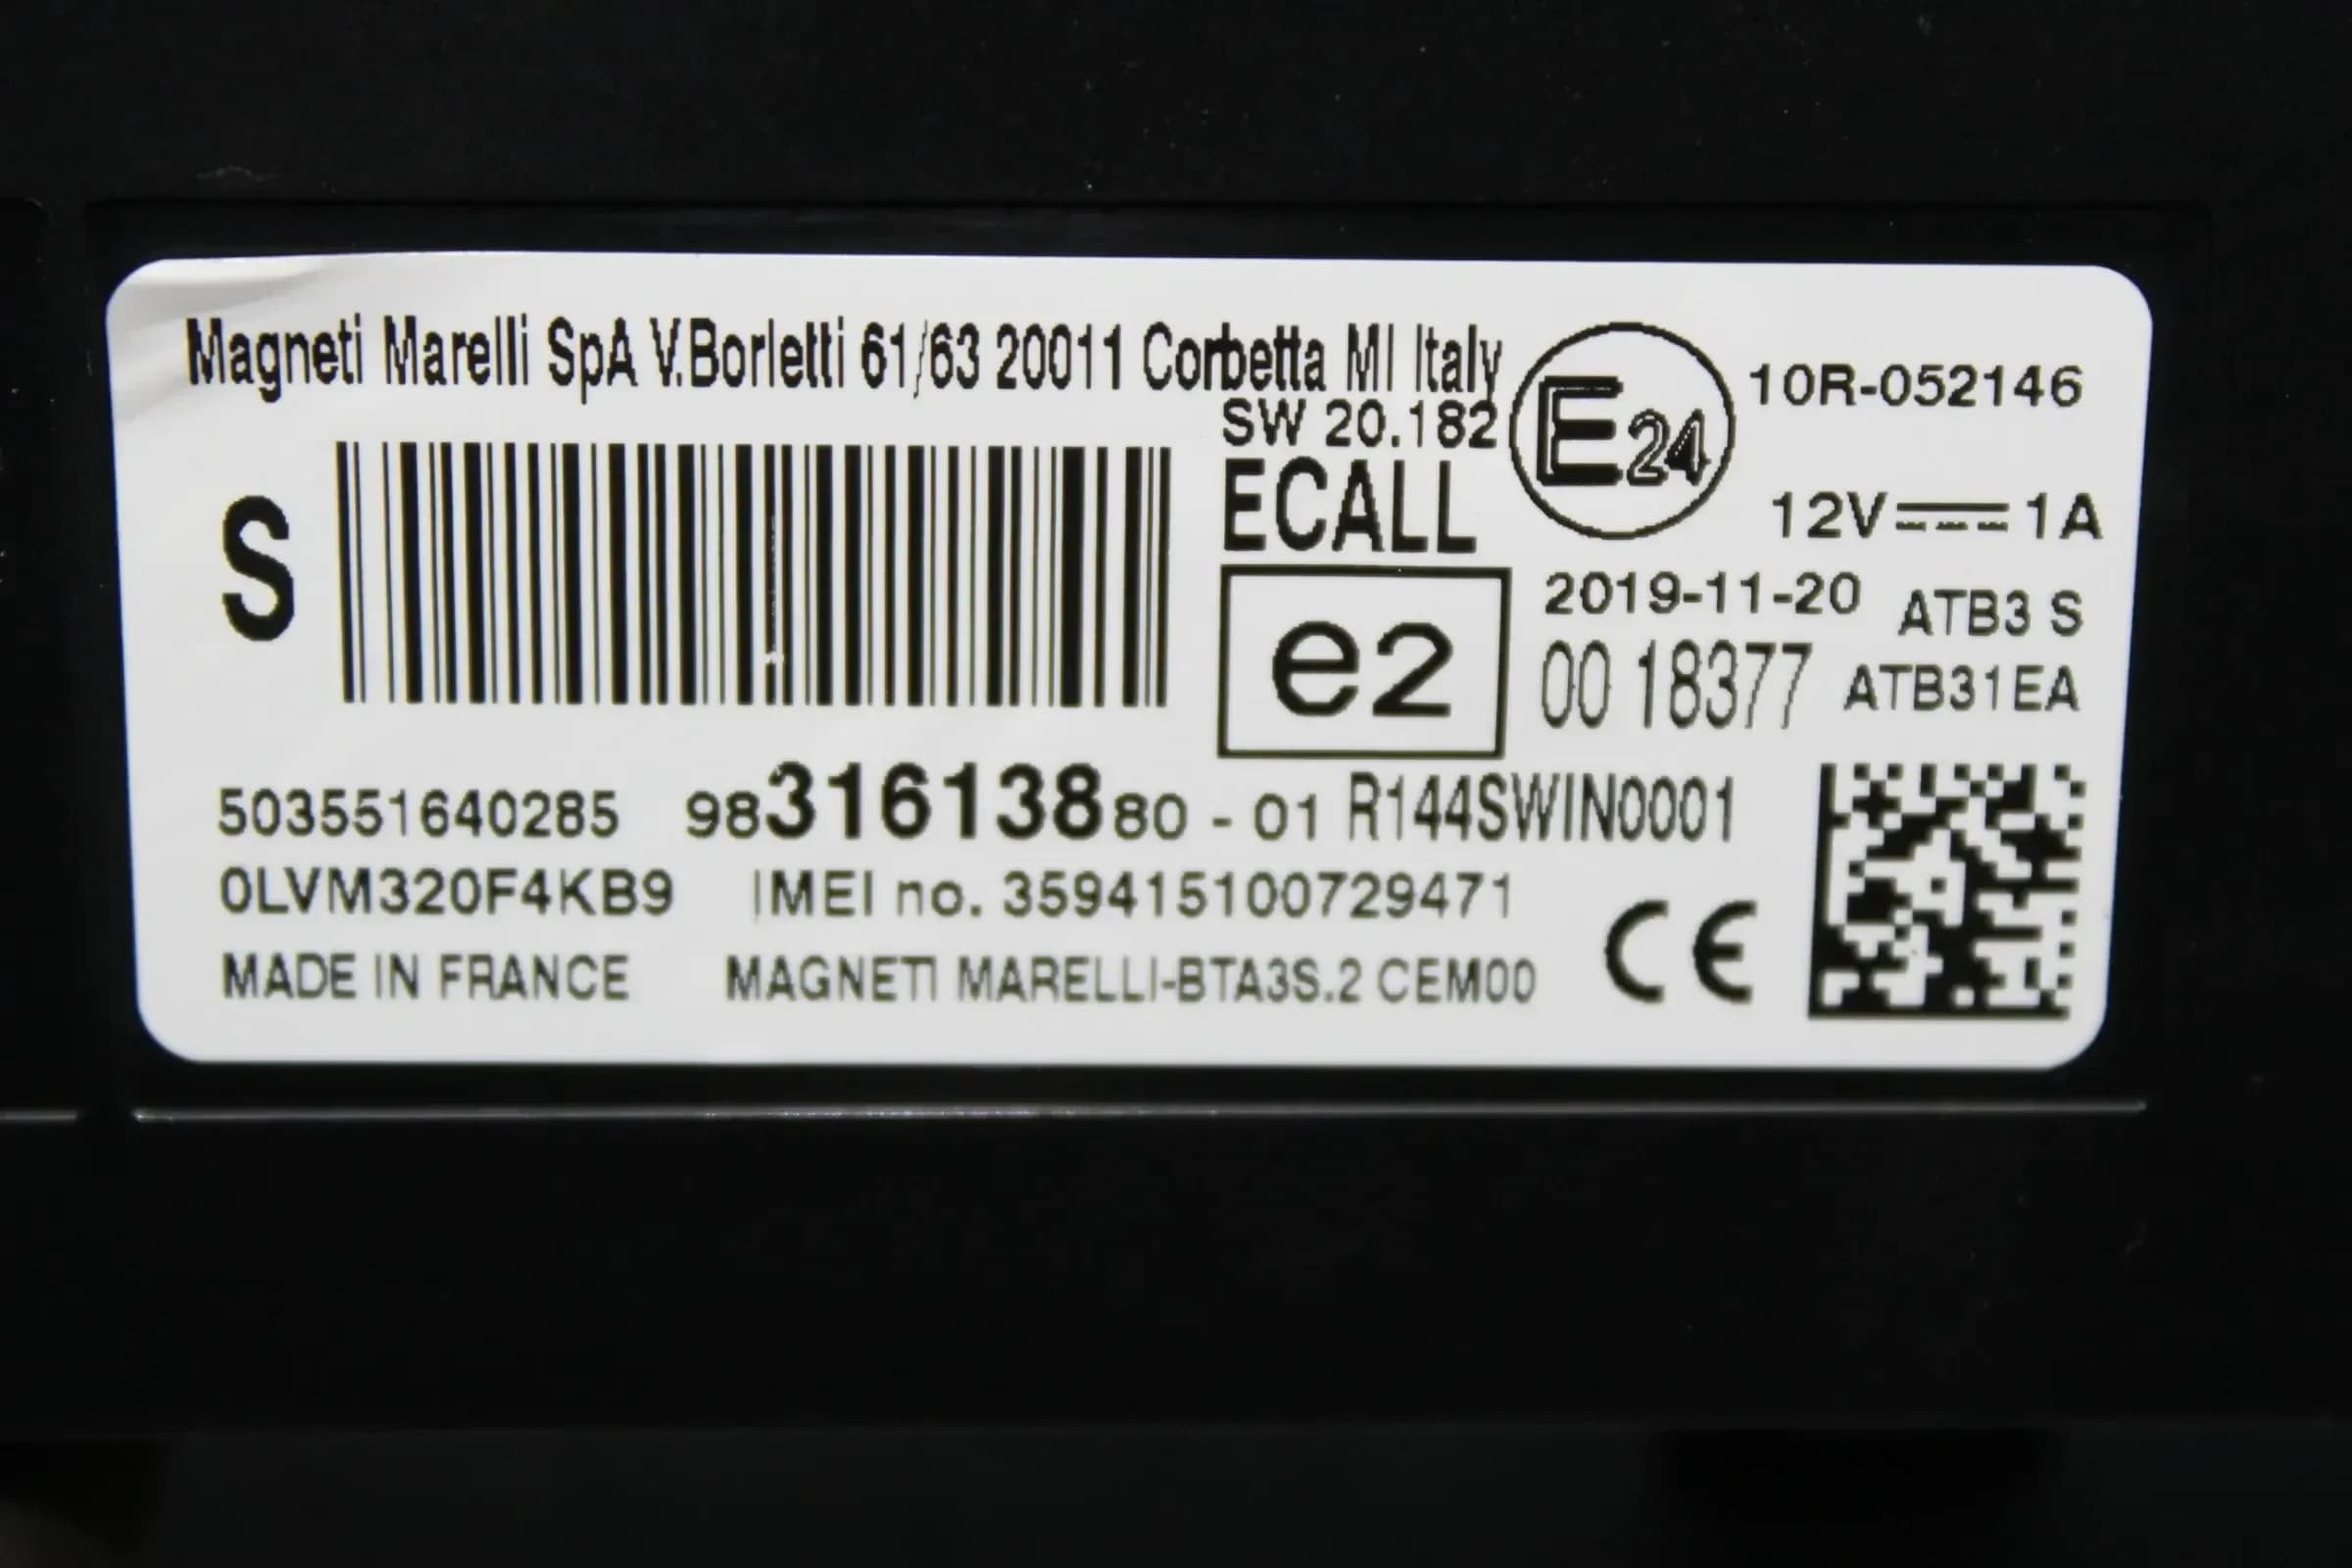 Magneti Marelli SpA V.Borletti 61/63 20011 Corbetta MI Italy
SW 20.182
E24
10R-052146
S
ECALL
12V 1A
e2
2019-11-20
ATB3 S
00 18377
ATB31EA
503551640285 9831613880 - 01 R144SWIN0001
0LVM320F4KB9 IMEI no. 359415100729471
MADE IN FRANCE MAGNETI MARELLI-BTA3S.2 CEM00
CE